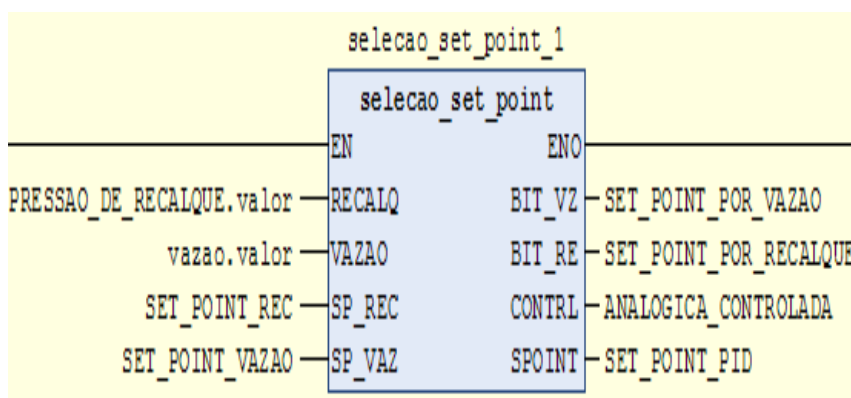 selecao_set_point_1
selecao_set_point
EN ENO
PRESSAO_DE_RECALQUE.valor RECALQ BIT_VZ SET_POINT_POR_VAZAO
vazao.valor VAZAO BIT_RE SET_POINT_POR_RECALQUE
SET_POINT_REC SP_REC CONTRL ANALOGICA_CONTROLADA
SET_POINT_VAZAO SP_VAZ SPOINT SET_POINT_PID